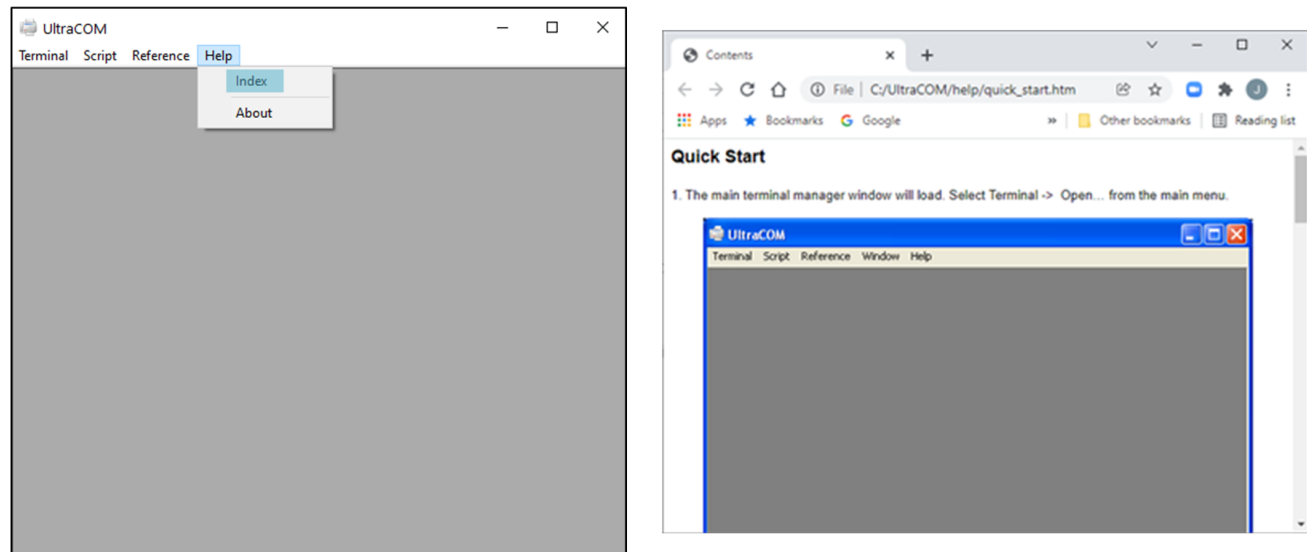 UltraCOM
Terminal Script Reference Help
Index
About
Contents
File | C:/UltraCOM/help/quick_start.htm
J
Apps Bookmarks G Google » Other bookmarks Reading list
Quick Start
1. The main terminal manager window will load. Select Terminal -> Open... from the main menu.
UltraCOM
Terminal Script Reference Window Help